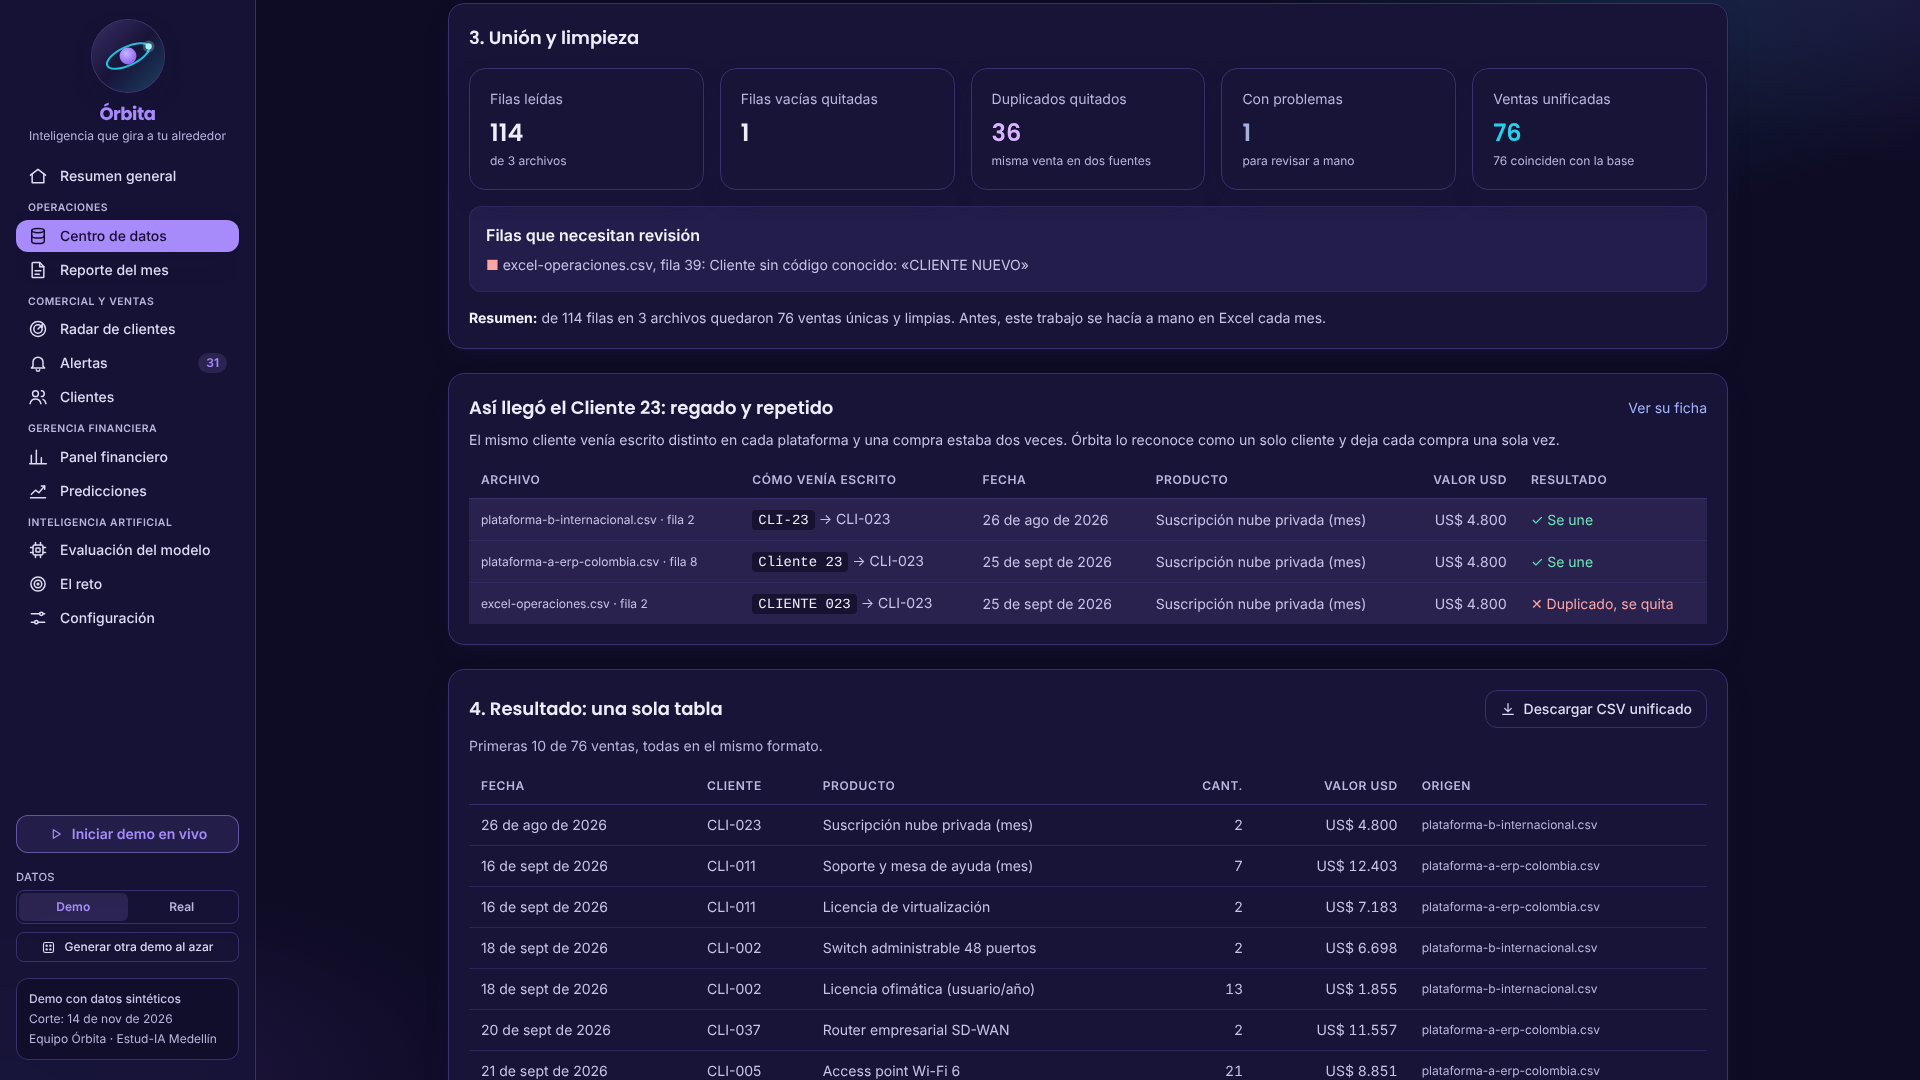 Órbita
Inteligencia que gira a tu alrededor
Resumen general
OPERACIONES
Centro de datos
Reporte del mes
COMERCIAL Y VENTAS
Radar de clientes
Alertas 31
Clientes
GERENCIA FINANCIERA
Panel financiero
Predicciones
INTELIGENCIA ARTIFICIAL
Evaluación del modelo
El reto
Configuración
Iniciar demo en vivo
DATOS
Demo Real
Generar otra demo al azar
Demo con datos sintéticos
Corte: 14 de nov de 2026
Equipo Órbita · Estud-IA Medellín
3. Unión y limpieza
Filas leídas
114
de 3 archivos
Filas vacías quitadas
1
Duplicados quitados
36
misma venta en dos fuentes
Con problemas
1
para revisar a mano
Ventas unificadas
76
76 coinciden con la base
Filas que necesitan revisión
excel-operaciones.csv, fila 39: Cliente sin código conocido: «CLIENTE NUEVO»
Resumen: de 114 filas en 3 archivos quedaron 76 ventas únicas y limpias. Antes, este trabajo se hacía a mano en Excel cada mes.
Así llegó el Cliente 23: regado y repetido
Ver su ficha
El mismo cliente venía escrito distinto en cada plataforma y una compra estaba dos veces. Órbita lo reconoce como un solo cliente y deja cada compra una sola vez.
ARCHIVO CÓMO VENÍA ESCRITO FECHA PRODUCTO VALOR USD RESULTADO
plataforma-b-internacional.csv · fila 2 CLI-23 → CLI-023 26 de ago de 2026 Suscripción nube privada (mes) US$ 4.800 ✓ Se une
plataforma-a-erp-colombia.csv · fila 8 Cliente 23 → CLI-023 25 de sept de 2026 Suscripción nube privada (mes) US$ 4.800 ✓ Se une
excel-operaciones.csv · fila 2 CLIENTE 023 → CLI-023 25 de sept de 2026 Suscripción nube privada (mes) US$ 4.800 ✕ Duplicado, se quita
4. Resultado: una sola tabla
Descargar CSV unificado
Primeras 10 de 76 ventas, todas en el mismo formato.
FECHA CLIENTE PRODUCTO CANT. VALOR USD ORIGEN
26 de ago de 2026 CLI-023 Suscripción nube privada (mes) 2 US$ 4.800 plataforma-b-internacional.csv
16 de sept de 2026 CLI-011 Soporte y mesa de ayuda (mes) 7 US$ 12.403 plataforma-a-erp-colombia.csv
16 de sept de 2026 CLI-011 Licencia de virtualización 2 US$ 7.183 plataforma-a-erp-colombia.csv
18 de sept de 2026 CLI-002 Switch administrable 48 puertos 2 US$ 6.698 plataforma-b-internacional.csv
18 de sept de 2026 CLI-002 Licencia ofimática (usuario/año) 13 US$ 1.855 plataforma-b-internacional.csv
20 de sept de 2026 CLI-037 Router empresarial SD-WAN 2 US$ 11.557 plataforma-a-erp-colombia.csv
21 de sept de 2026 CLI-005 Access point Wi-Fi 6 21 US$ 8.851 plataforma-a-erp-colombia.csv